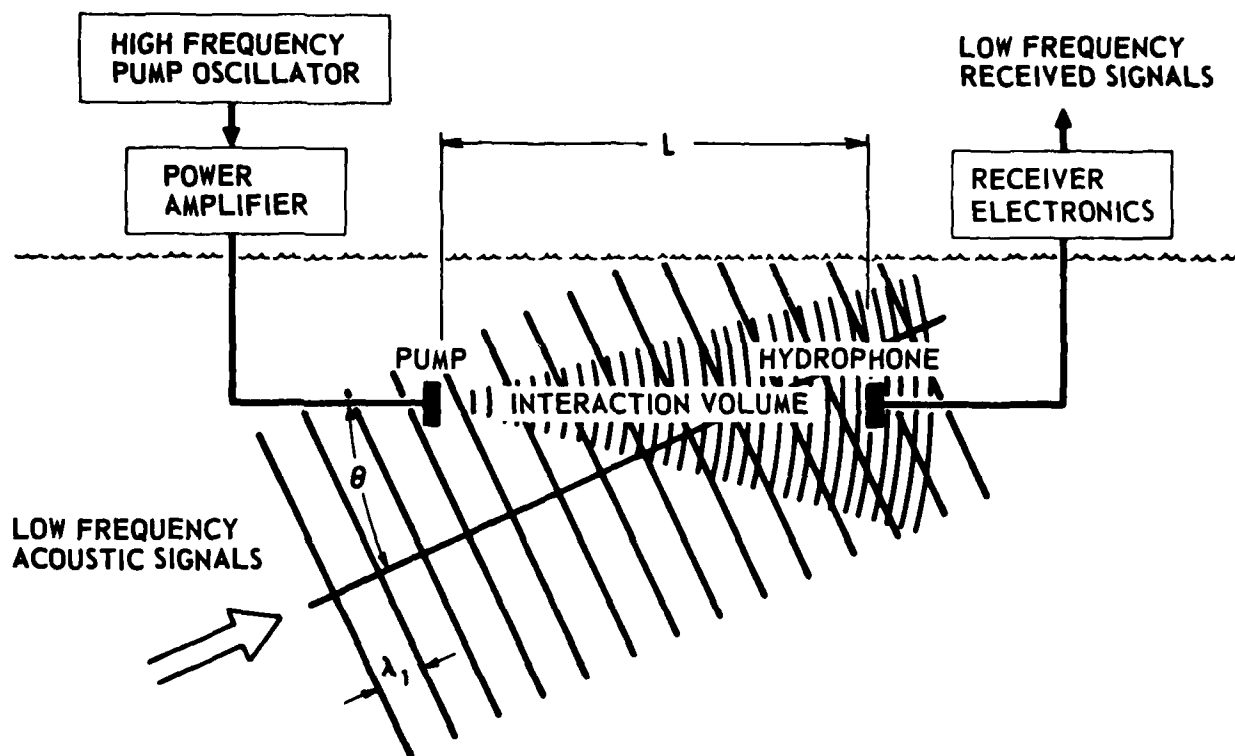 HIGH FREQUENCY
PUMP OSCILLATOR
POWER
AMPLIFIER
LOW FREQUENCY
RECEIVED SIGNALS
RECEIVER
ELECTRONICS
L
PUMP
HYDROPHONE
INTERACTION VOLUME
θ
LOW FREQUENCY
ACOUSTIC SIGNALS
λ₁